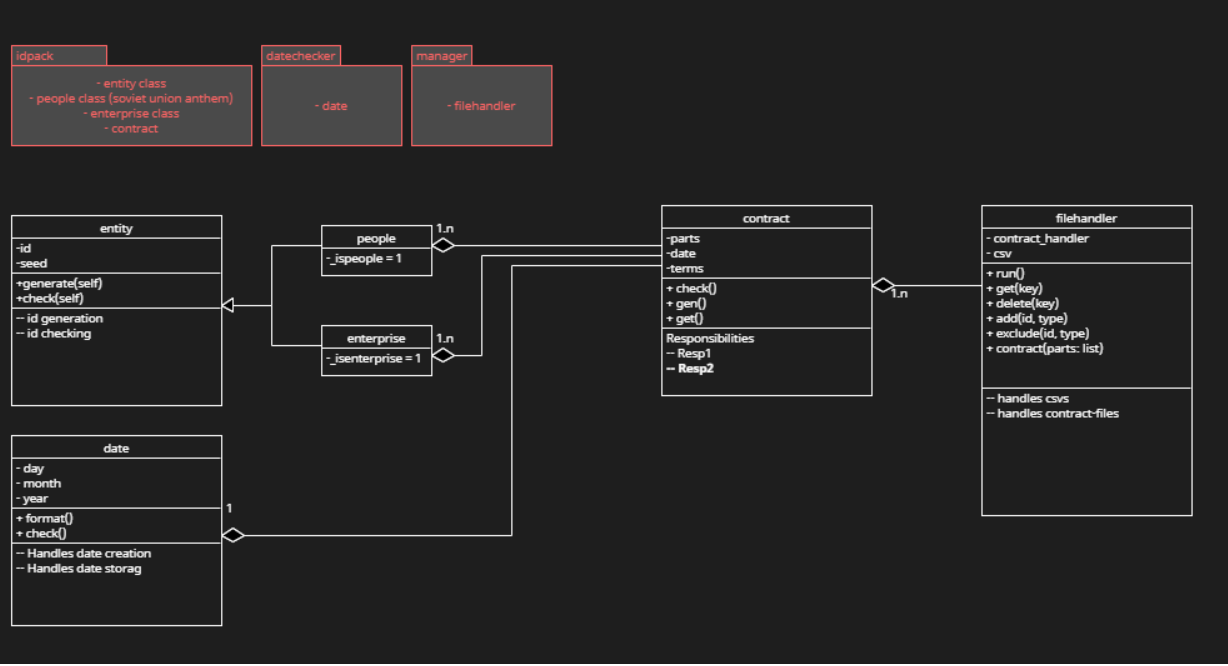 idpack
- entity class
- people class (soviet union anthem)
- enterprise class
- contract
datechecker
- date
manager
- filehandler
entity
-id
-seed
+generate(self)
+check(self)
-- id generation
-- id checking
people
-_ispeople = 1
1.n
enterprise
-_isenterprise = 1
1.n
date
- day
- month
- year
+ format()
+ check()
-- Handles date creation
-- Handles date storag
1
contract
-parts
-date
-terms
+ check()
+ gen()
+ get()
Responsibilities
-- Resp1
-- Resp2
1.n
filehandler
- contract_handler
- csv
+ run()
+ get(key)
+ delete(key)
+ add(id, type)
+ exclude(id, type)
+ contract(parts: list)
-- handles csvs
-- handles contract-files